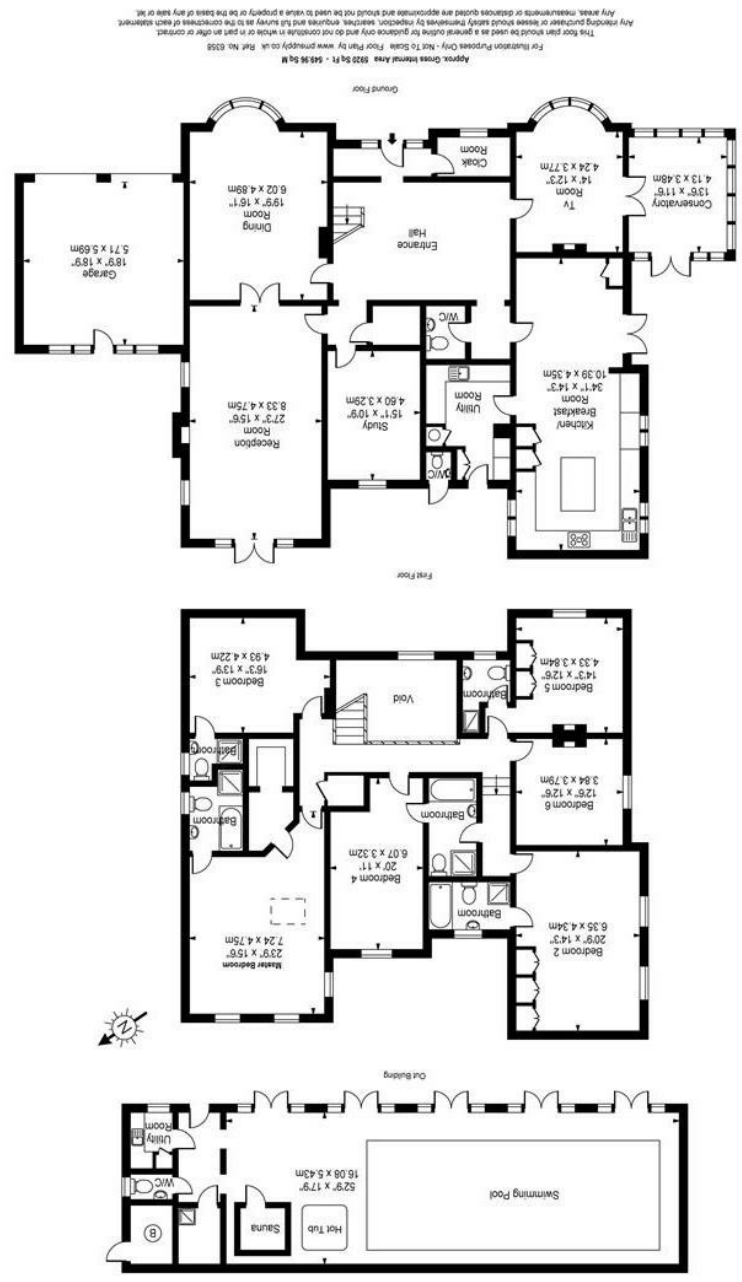 B
Hot Tub
Sauna
Swimming Pool
52'9" x 17'9"
16.08 x 5.43m
W/C
Utility
Room
Out Building
N
Master Bedroom
23'9" x 15'6"
7.24 x 4.75m
Bedroom 2
20'9" x 14'3"
6.35 x 4.34m
Bathroom
Bedroom 4
20' x 11'
6.07 x 3.32m
Bathroom
Bathroom
Bedroom 6
12'6" x 12'6"
3.84 x 3.79m
Bathroom
Void
Bathroom
Bedroom 5
14'3" x 12'6"
4.33 x 3.84m
Bedroom 3
16'3" x 13'9"
4.93 x 4.22m
First Floor
W/C
Kitchen/
Breakfast
Room
34'1" x 14'3"
10.39 x 4.35m
Utility
Room
Study
15'1" x 10'9"
4.60 x 3.29m
Reception
Room
27'3" x 15'6"
8.33 x 4.75m
W/C
Garage
18'9" x 18'9"
5.71 x 5.69m
Entrance
Hall
Dining
Room
19'9" x 16'1"
6.02 x 4.89m
Conservatory
13'6" x 11'6"
4.13 x 3.48m
Tv
Room
14' x 12'3"
4.24 x 3.77m
Cloak
Room
Ground Floor
Approx. Gross Internal Area 5920 Sq Ft - 549.96 Sq M
For Illustration Purposes Only - Not To Scale Floor Plan by www.pmsupply.co.uk Ref. No. 6358
This floor plan should be used as a general outline for guidance only and do not constitute in whole or in part an offer or contract.
Any intending purchaser or lessee should satisfy themselves by inspection, searches, enquiries and full survey as to the correctness of each statement.
Any areas, measurements or distances quoted are approximate and should not be used to value a property or be the basis of any sale or let.